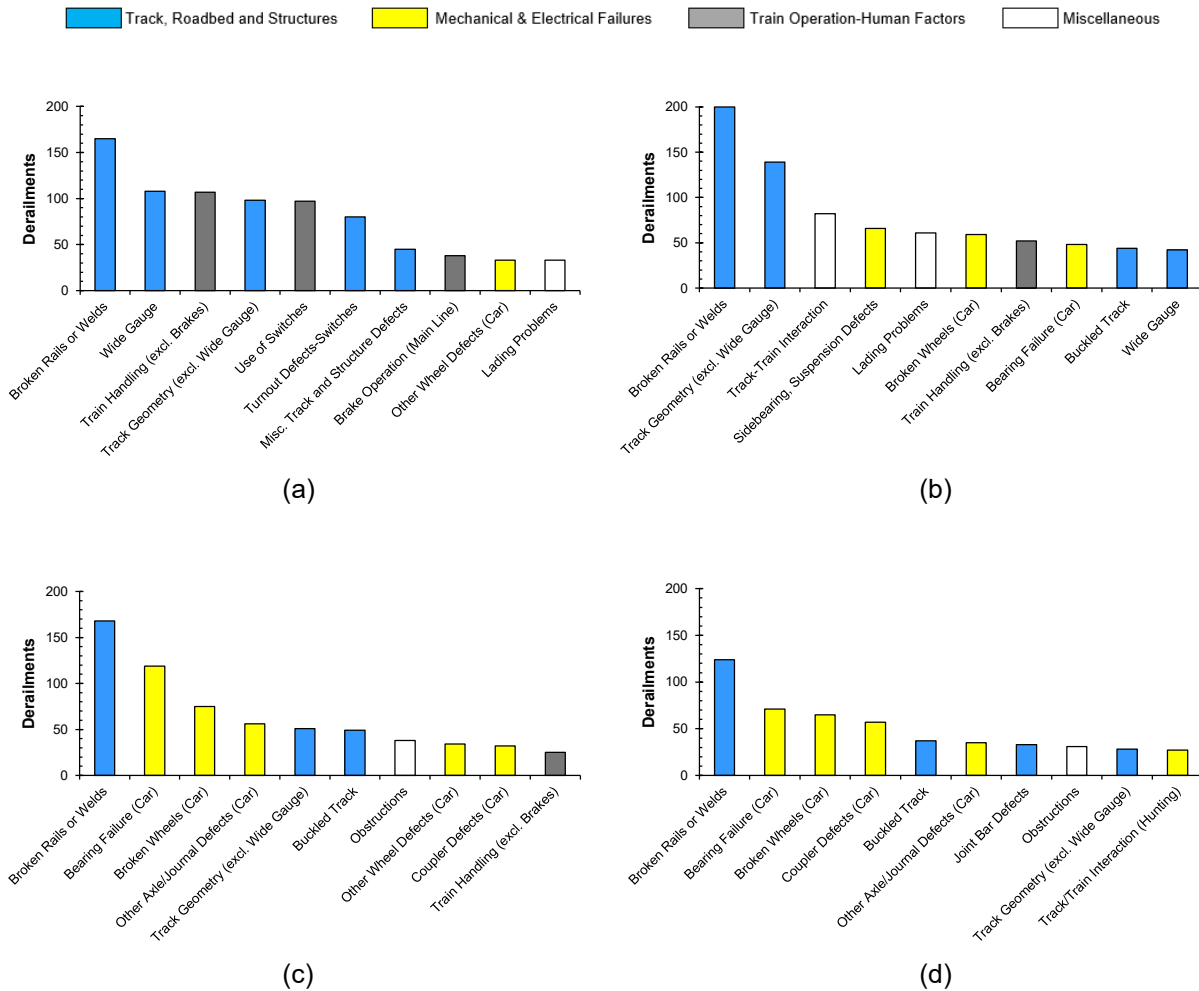 Track, Roadbed and Structures
Mechanical & Electrical Failures
Train Operation-Human Factors
Miscellaneous
Derailments
200
150
100
50
0
Broken Rails or Welds
Wide Gauge
Train Handling (excl. Brakes)
Track Geometry (excl. Wide Gauge)
Use of Switches
Turnout Defects-Switches
Misc. Track and Structure Defects
Brake Operation (Main Line)
Other Wheel Defects (Car)
Lading Problems
(a)
Derailments
200
150
100
50
0
Broken Rails or Welds
Track Geometry (excl. Wide Gauge)
Track-Train Interaction
Sidebearing, Suspension Defects
Lading Problems
Broken Wheels (Car)
Train Handling (excl. Brakes)
Bearing Failure (Car)
Buckled Track
Wide Gauge
(b)
Derailments
200
150
100
50
0
Broken Rails or Welds
Bearing Failure (Car)
Broken Wheels (Car)
Other Axle/Journal Defects (Car)
Track Geometry (excl. Wide Gauge)
Buckled Track
Obstructions
Other Wheel Defects (Car)
Coupler Defects (Car)
Train Handling (excl. Brakes)
(c)
Derailments
200
150
100
50
0
Broken Rails or Welds
Bearing Failure (Car)
Broken Wheels (Car)
Coupler Defects (Car)
Buckled Track
Other Axle/Journal Defects (Car)
Joint Bar Defects
Obstructions
Track Geometry (excl. Wide Gauge)
Track/Train Interaction (Hunting)
(d)